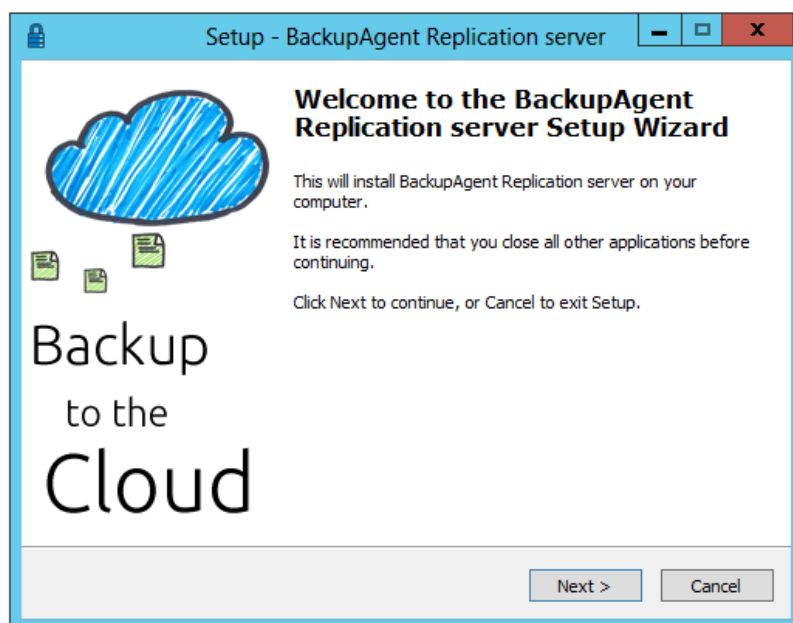 Setup - BackupAgent Replication server
Welcome to the BackupAgent
Replication server Setup Wizard
This will install BackupAgent Replication server on your
computer.
It is recommended that you close all other applications before
continuing.
Click Next to continue, or Cancel to exit Setup.
Backup
to the
Cloud
Next >
Cancel